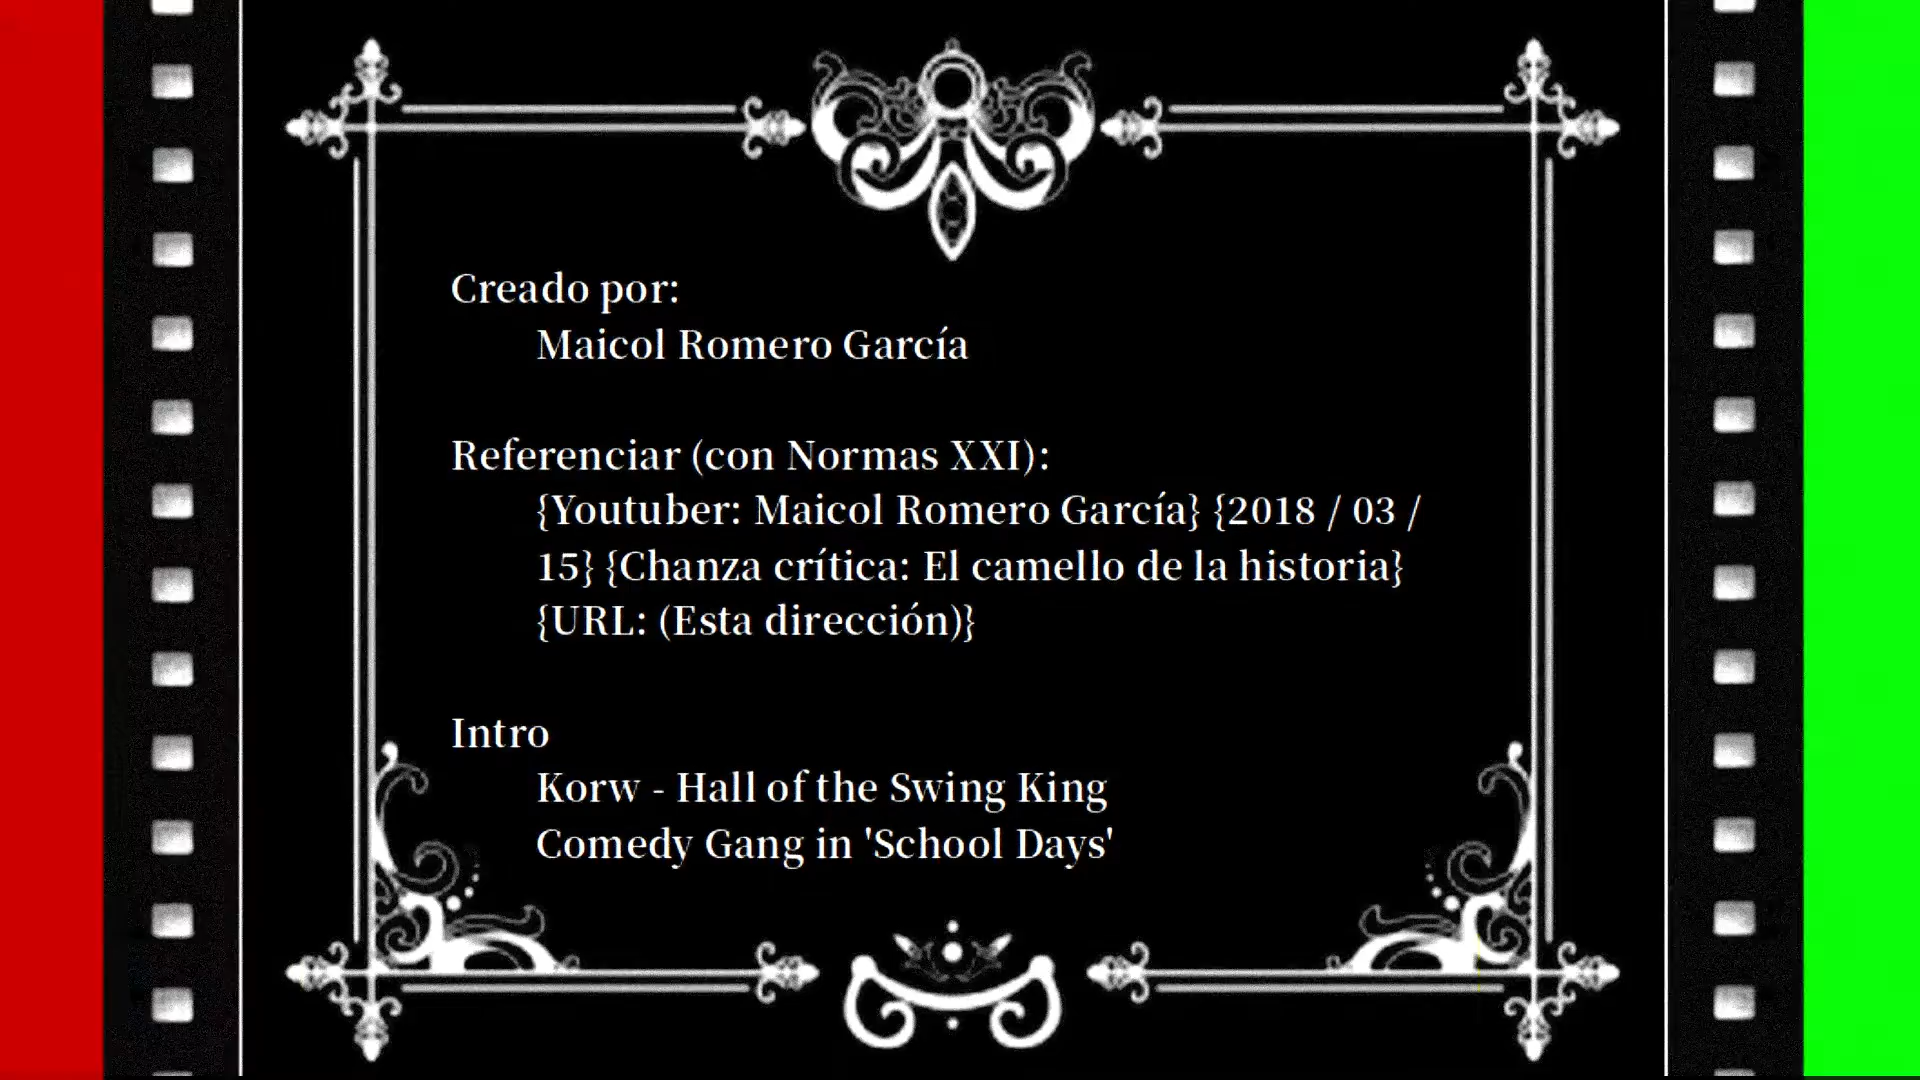 Creado por:
Maicol Romero García
Referenciar (con Normas XXI):
{Youtuber: Maicol Romero García} {2018 / 03 /
15} {Chanza crítica: El camello de la historia}
{URL: (Esta dirección)}
Intro
Korw - Hall of the Swing King
Comedy Gang in 'School Days'